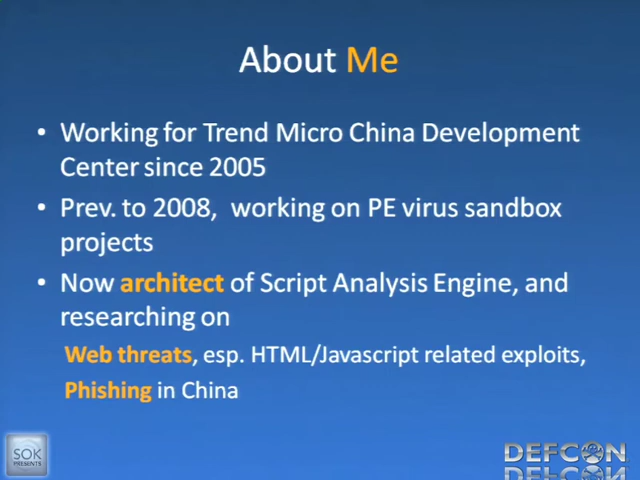 About Me
• Working for Trend Micro China Development
Center since 2005
• Prev. to 2008, working on PE virus sandbox
projects
• Now architect of Script Analysis Engine, and
researching on
Web threats, esp. HTML/Javascript related exploits,
Phishing in China
SOK
PRESENTS
DEFCON